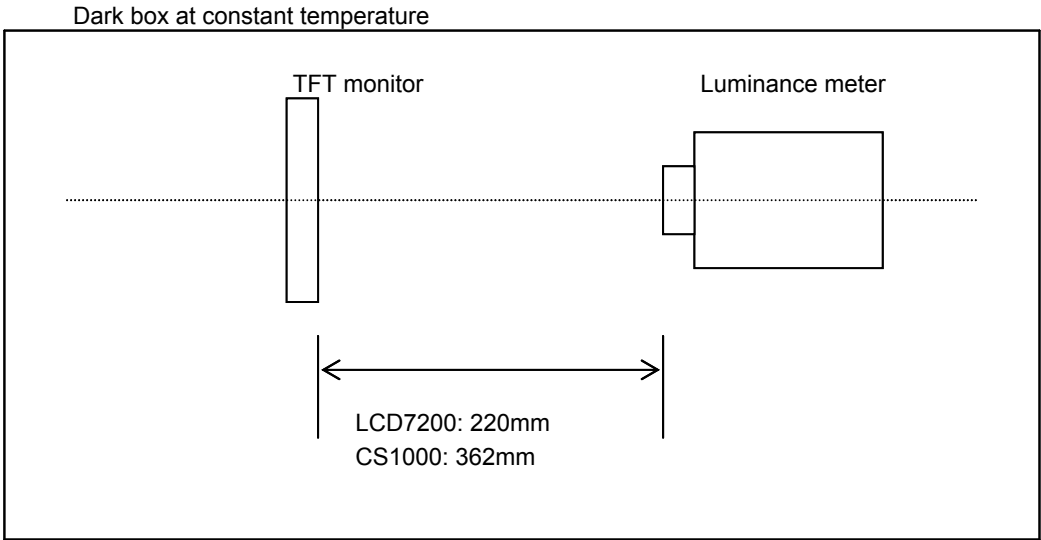 Dark box at constant temperature
TFT monitor
Luminance meter
LCD7200: 220mm
CS1000: 362mm